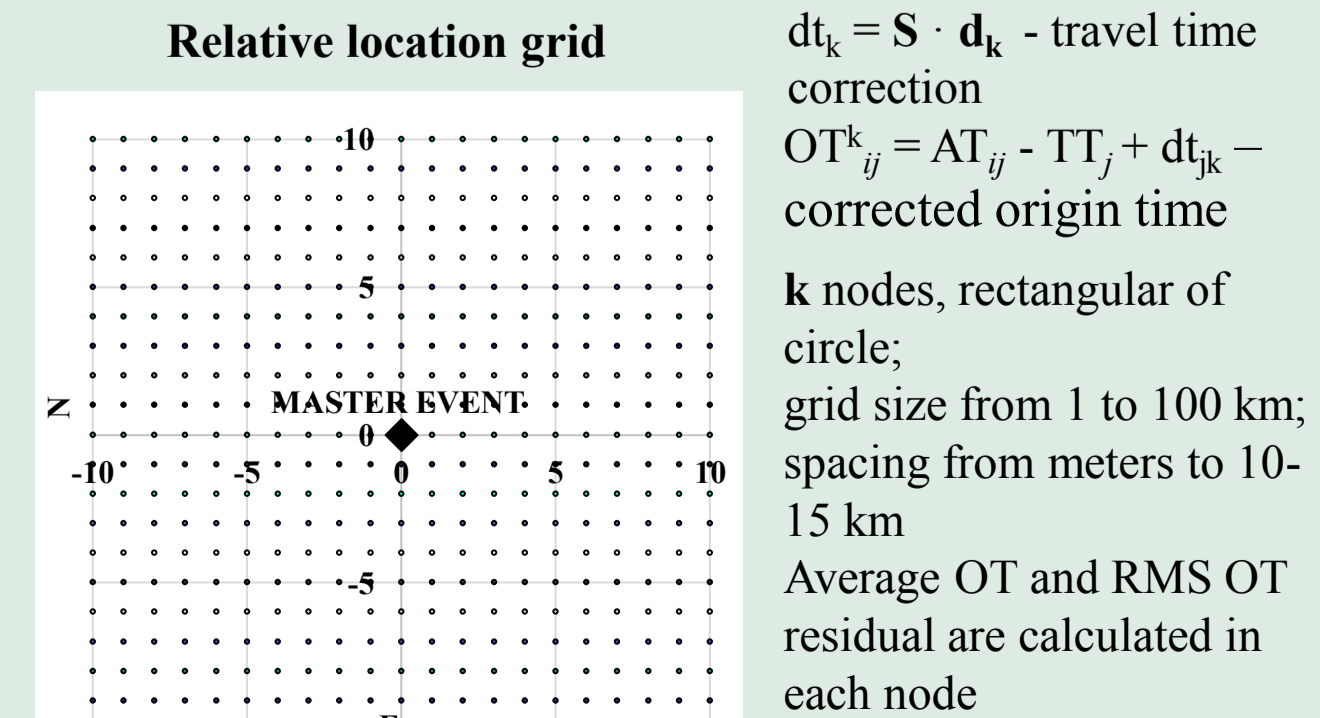 Relative location grid
10
5
MASTER EVENT
N
0
-10
-5
0
5
10
-5
dtₖ = S · dₖ - travel time
correction
OTᵏᵢⱼ = ATᵢⱼ - TTⱼ + dtⱼₖ –
corrected origin time
k nodes, rectangular of
circle;
grid size from 1 to 100 km;
spacing from meters to 10-
15 km
Average OT and RMS OT
residual are calculated in
each node